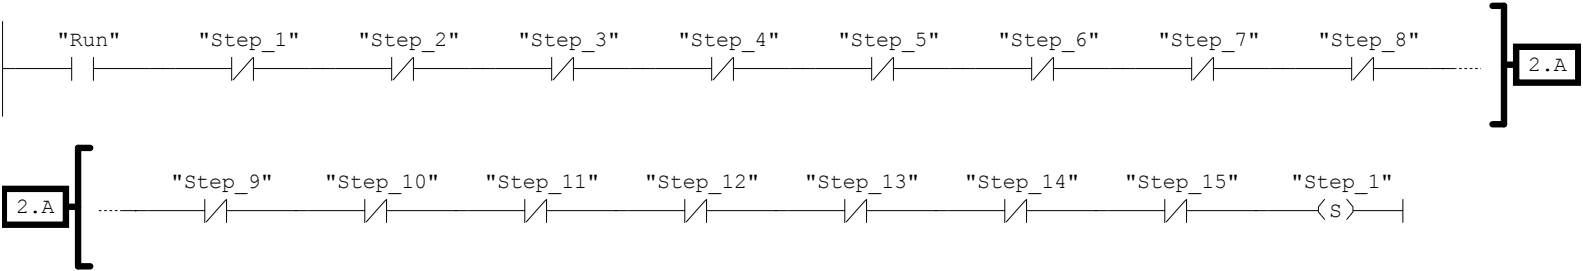 "Run" "Step_1" "Step_2" "Step_3" "Step_4" "Step_5" "Step_6" "Step_7" "Step_8"
2.A
"Step_9" "Step_10" "Step_11" "Step_12" "Step_13" "Step_14" "Step_15" "Step_1"
2.A
S